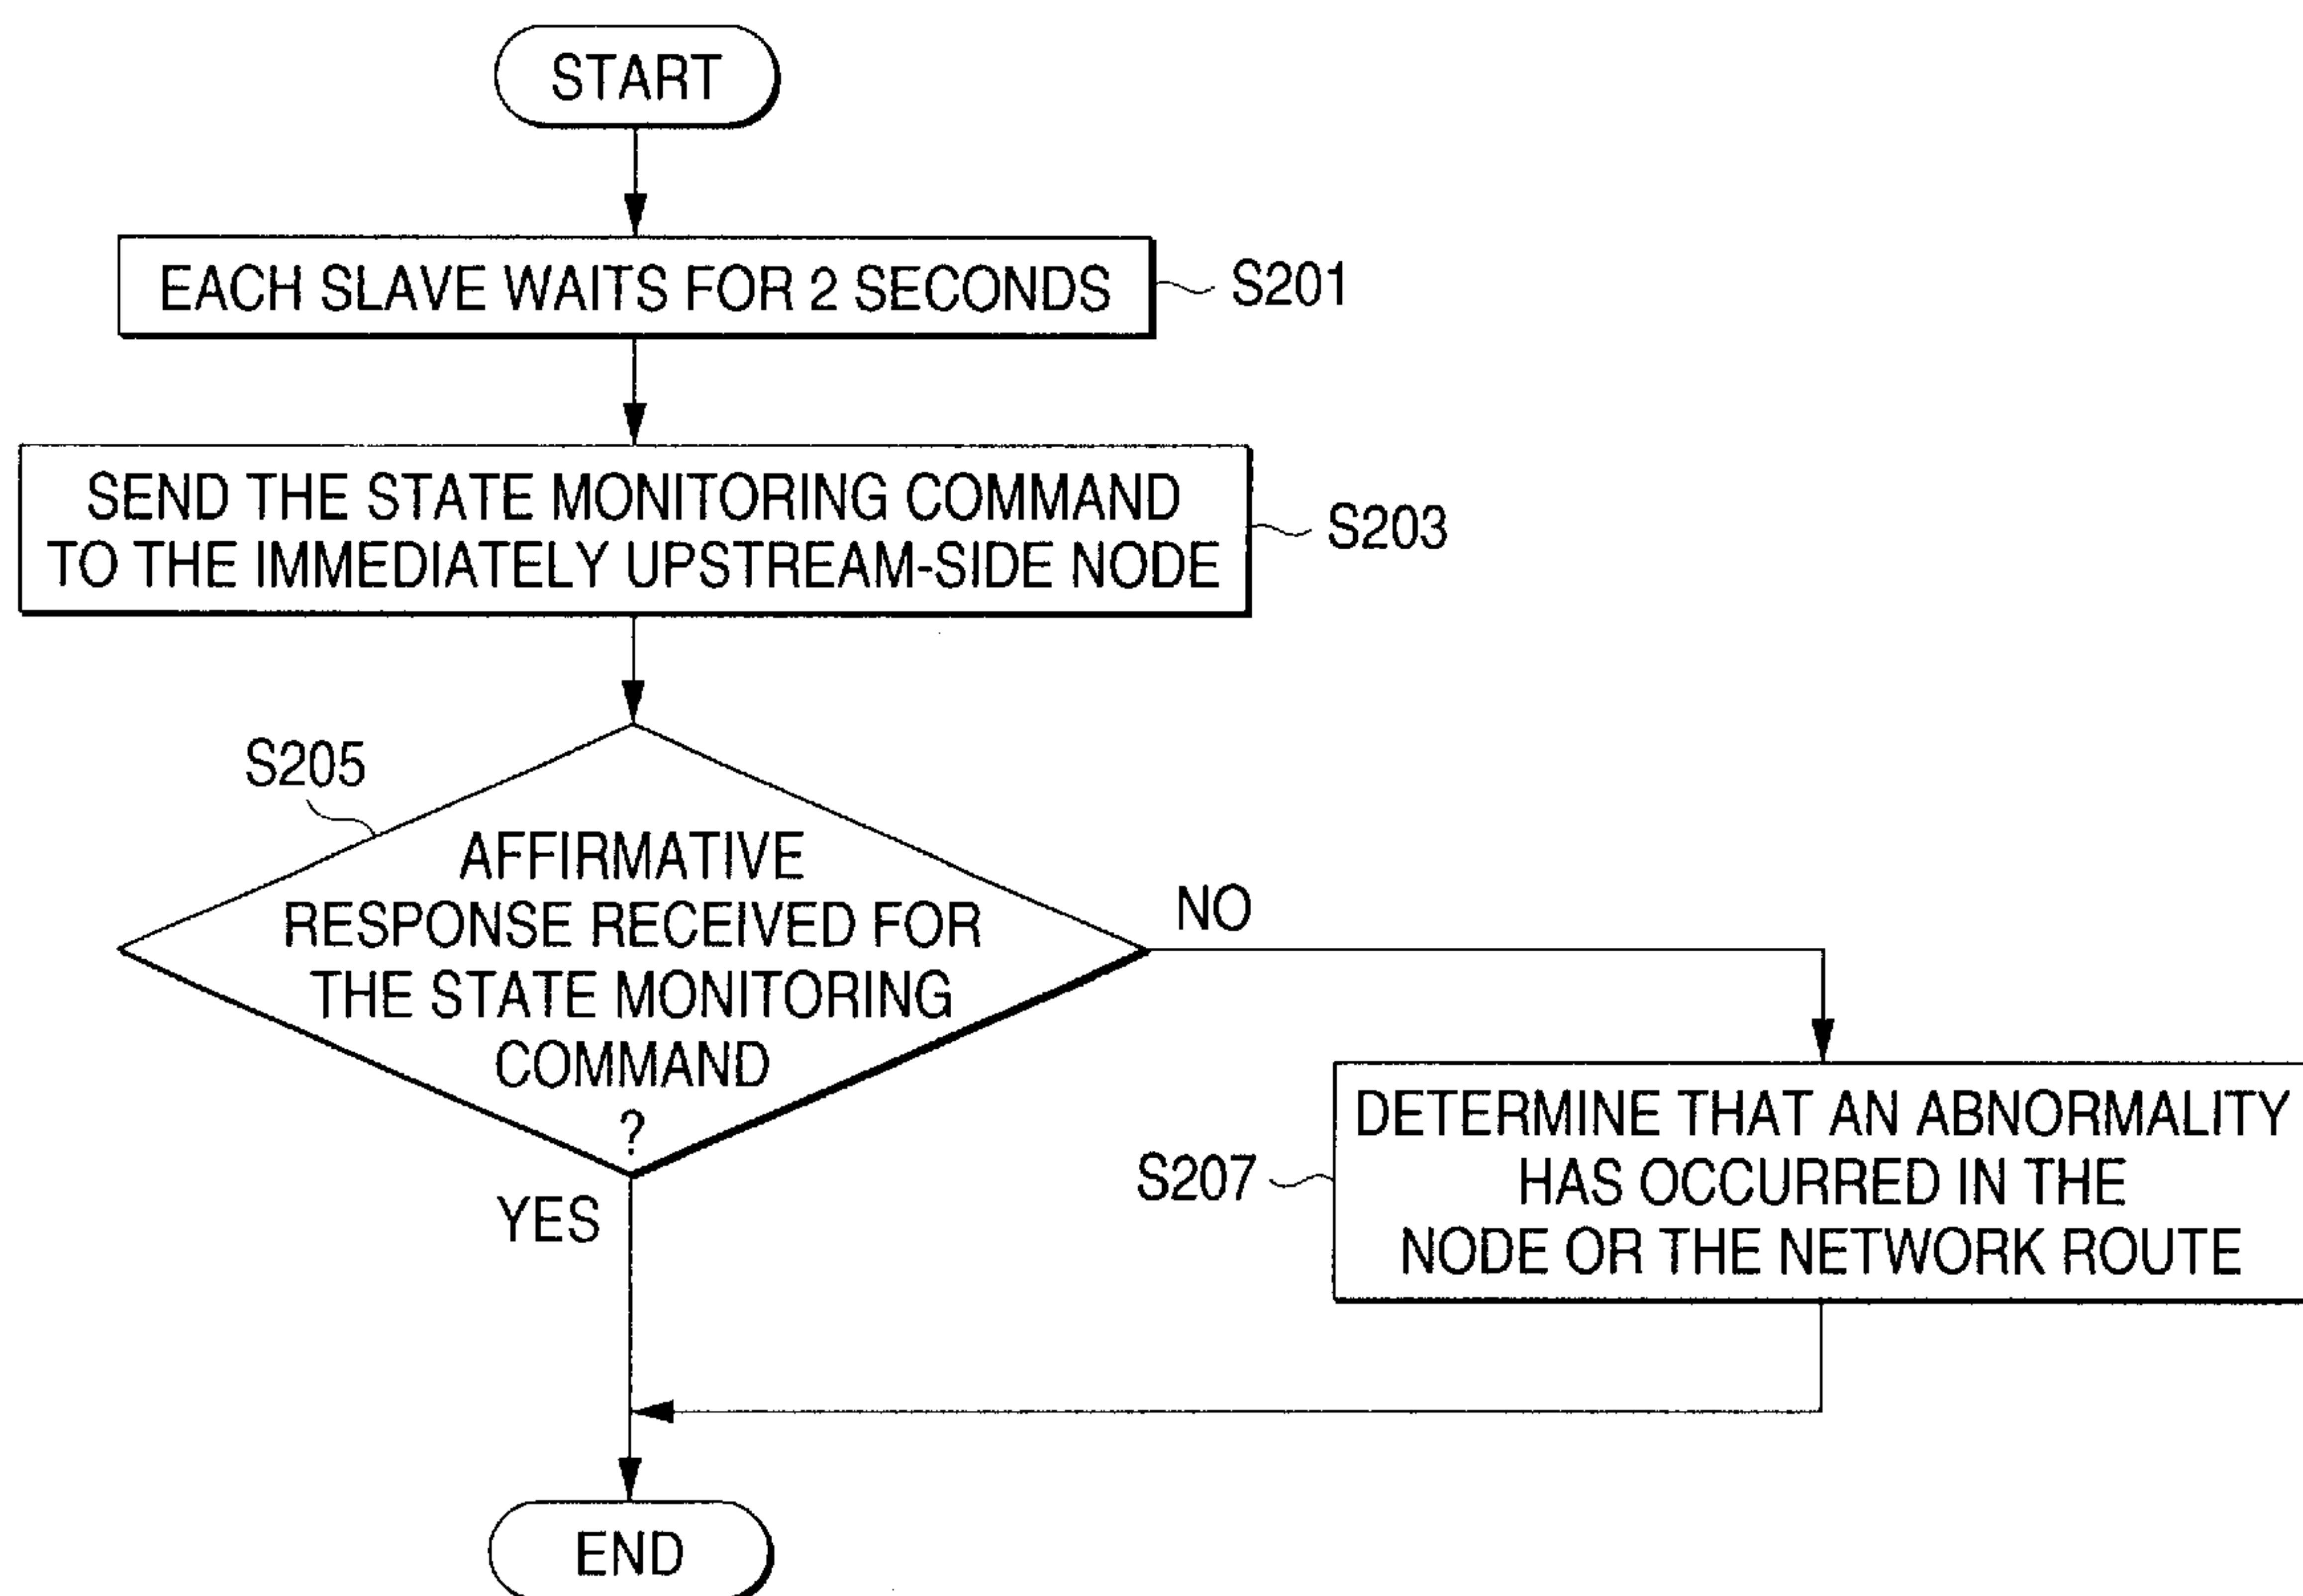 START
EACH SLAVE WAITS FOR 2 SECONDS
S201
SEND THE STATE MONITORING COMMAND
TO THE IMMEDIATELY UPSTREAM-SIDE NODE
S203
S205
AFFIRMATIVE
RESPONSE RECEIVED FOR
THE STATE MONITORING
COMMAND
?
NO
YES
S207
DETERMINE THAT AN ABNORMALITY
HAS OCCURRED IN THE
NODE OR THE NETWORK ROUTE
END